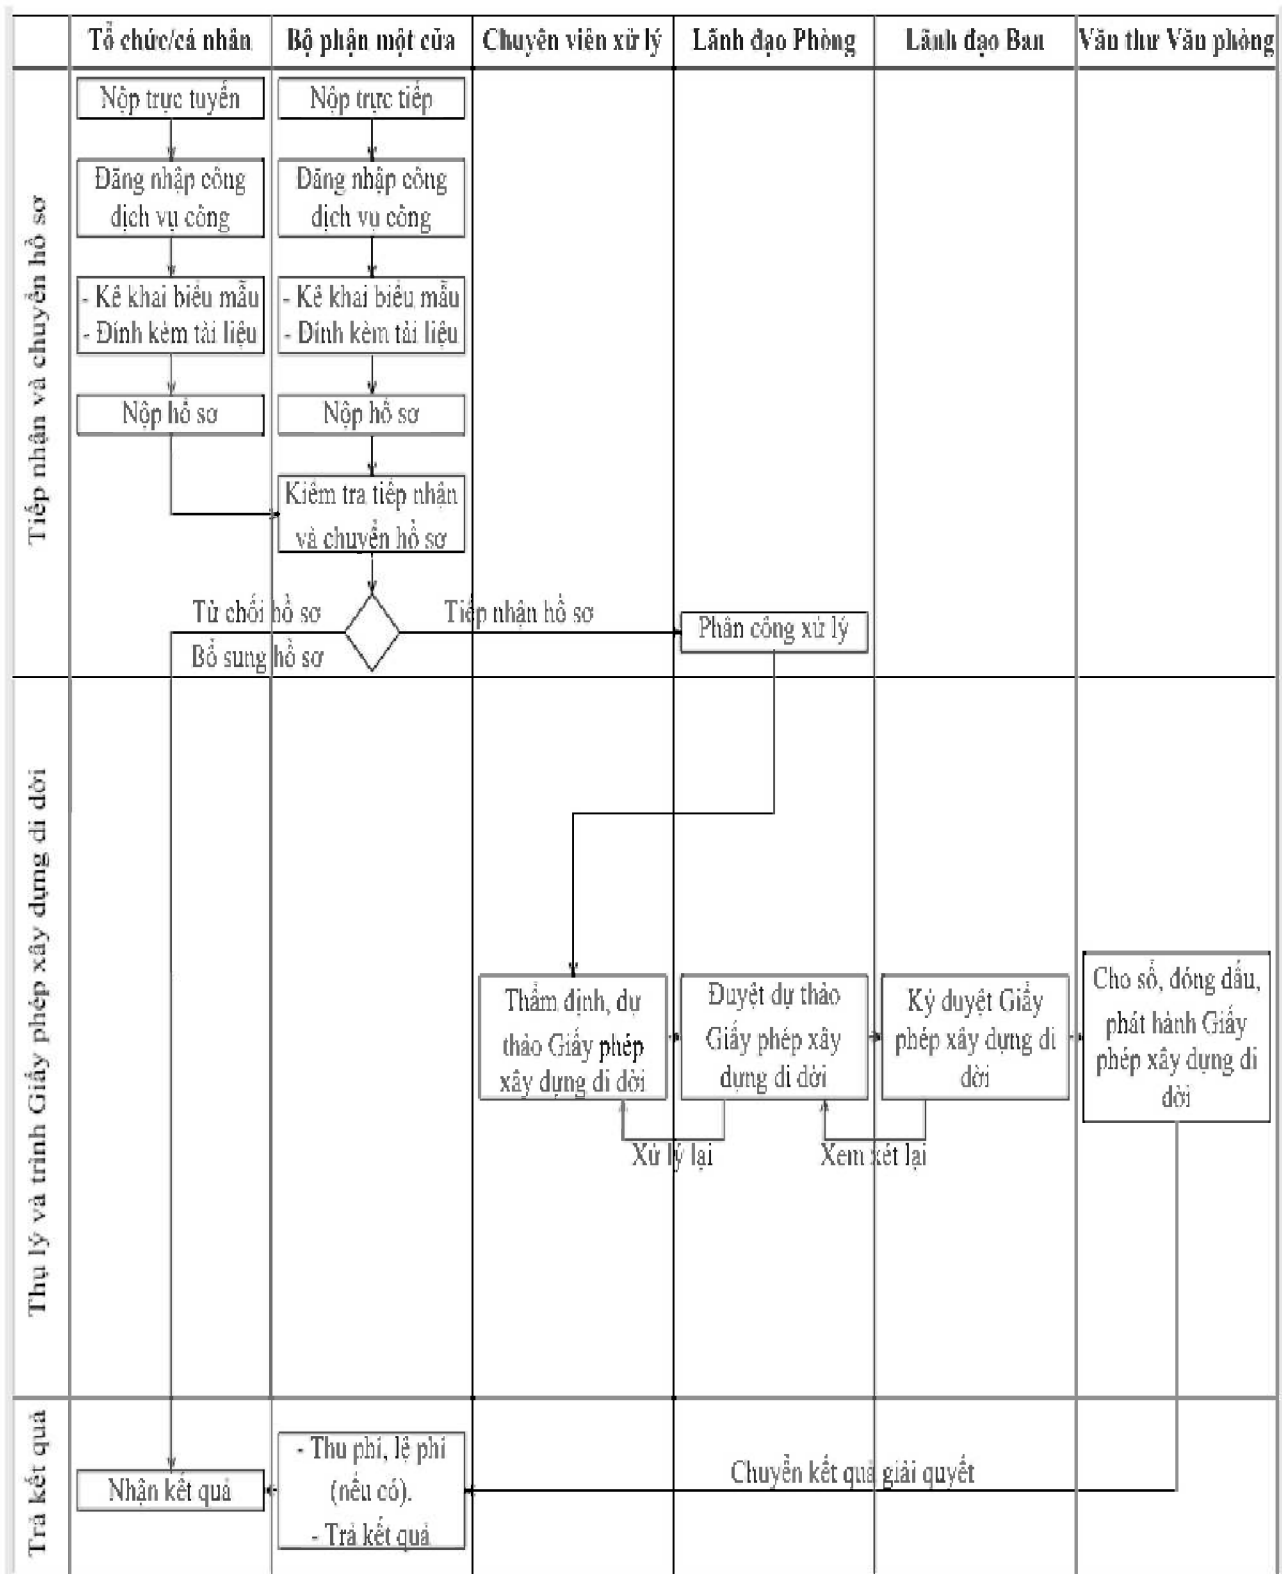 Tổ chức/cá nhân
Bộ phận một cửa
Chuyên viên xử lý
Lãnh đạo Phòng
Lãnh đạo Ban
Văn thư Văn phòng
Tiếp nhận và chuyển hồ sơ
Nộp trực tuyến
Nộp trực tiếp
Đăng nhập công
dịch vụ công
Đăng nhập công
dịch vụ công
- Kê khai biểu mẫu
- Đính kèm tài liệu
- Kê khai biểu mẫu
- Đính kèm tài liệu
Nộp hồ sơ
Nộp hồ sơ
Kiểm tra tiếp nhận
và chuyển hồ sơ
Từ chối hồ sơ
Bổ sung hồ sơ
Tiếp nhận hồ sơ
Phân công xử lý
Thụ lý và trình Giấy phép xây dựng di dời
Thẩm định, dự
thảo Giấy phép
xây dựng di dời
Duyệt dự thảo
Giấy phép xây
dựng di dời
Ký duyệt Giấy
phép xây dựng di
dời
Cho số, đóng dấu,
phát hành Giấy
phép xây dựng di
dời
Xử lý lại
Xem xét lại
Trả kết quả
Nhận kết quả
- Thu phí, lệ phí
(nếu có).
- Trả kết quả
Chuyển kết quả giải quyết